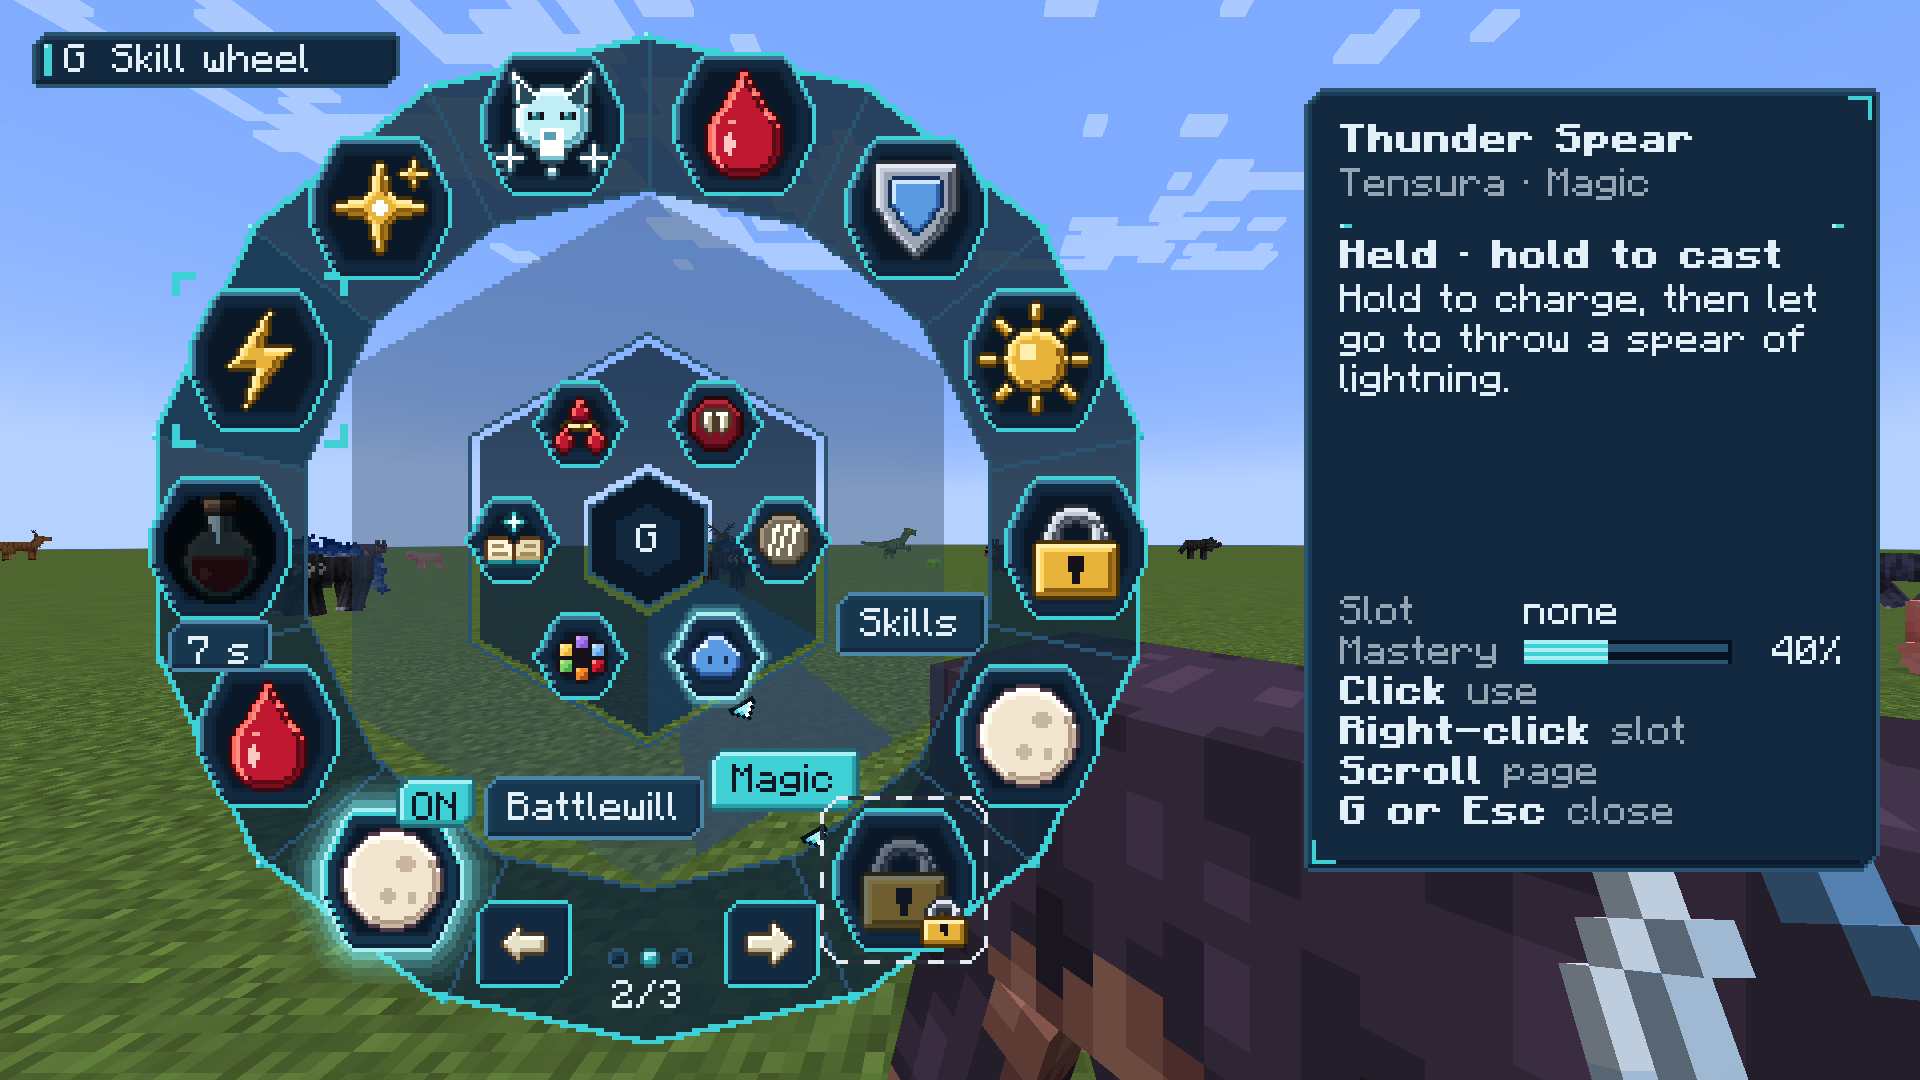 G Skill wheel
Thunder Spear
Tensura · Magic
Held · hold to cast
Hold to charge, then let
go to throw a spear of
lightning.
G
Skills
7 s
ON
Battlewill
Magic
2/3
Slot none
Mastery 40%
Click use
Right-click slot
Scroll page
G or Esc close